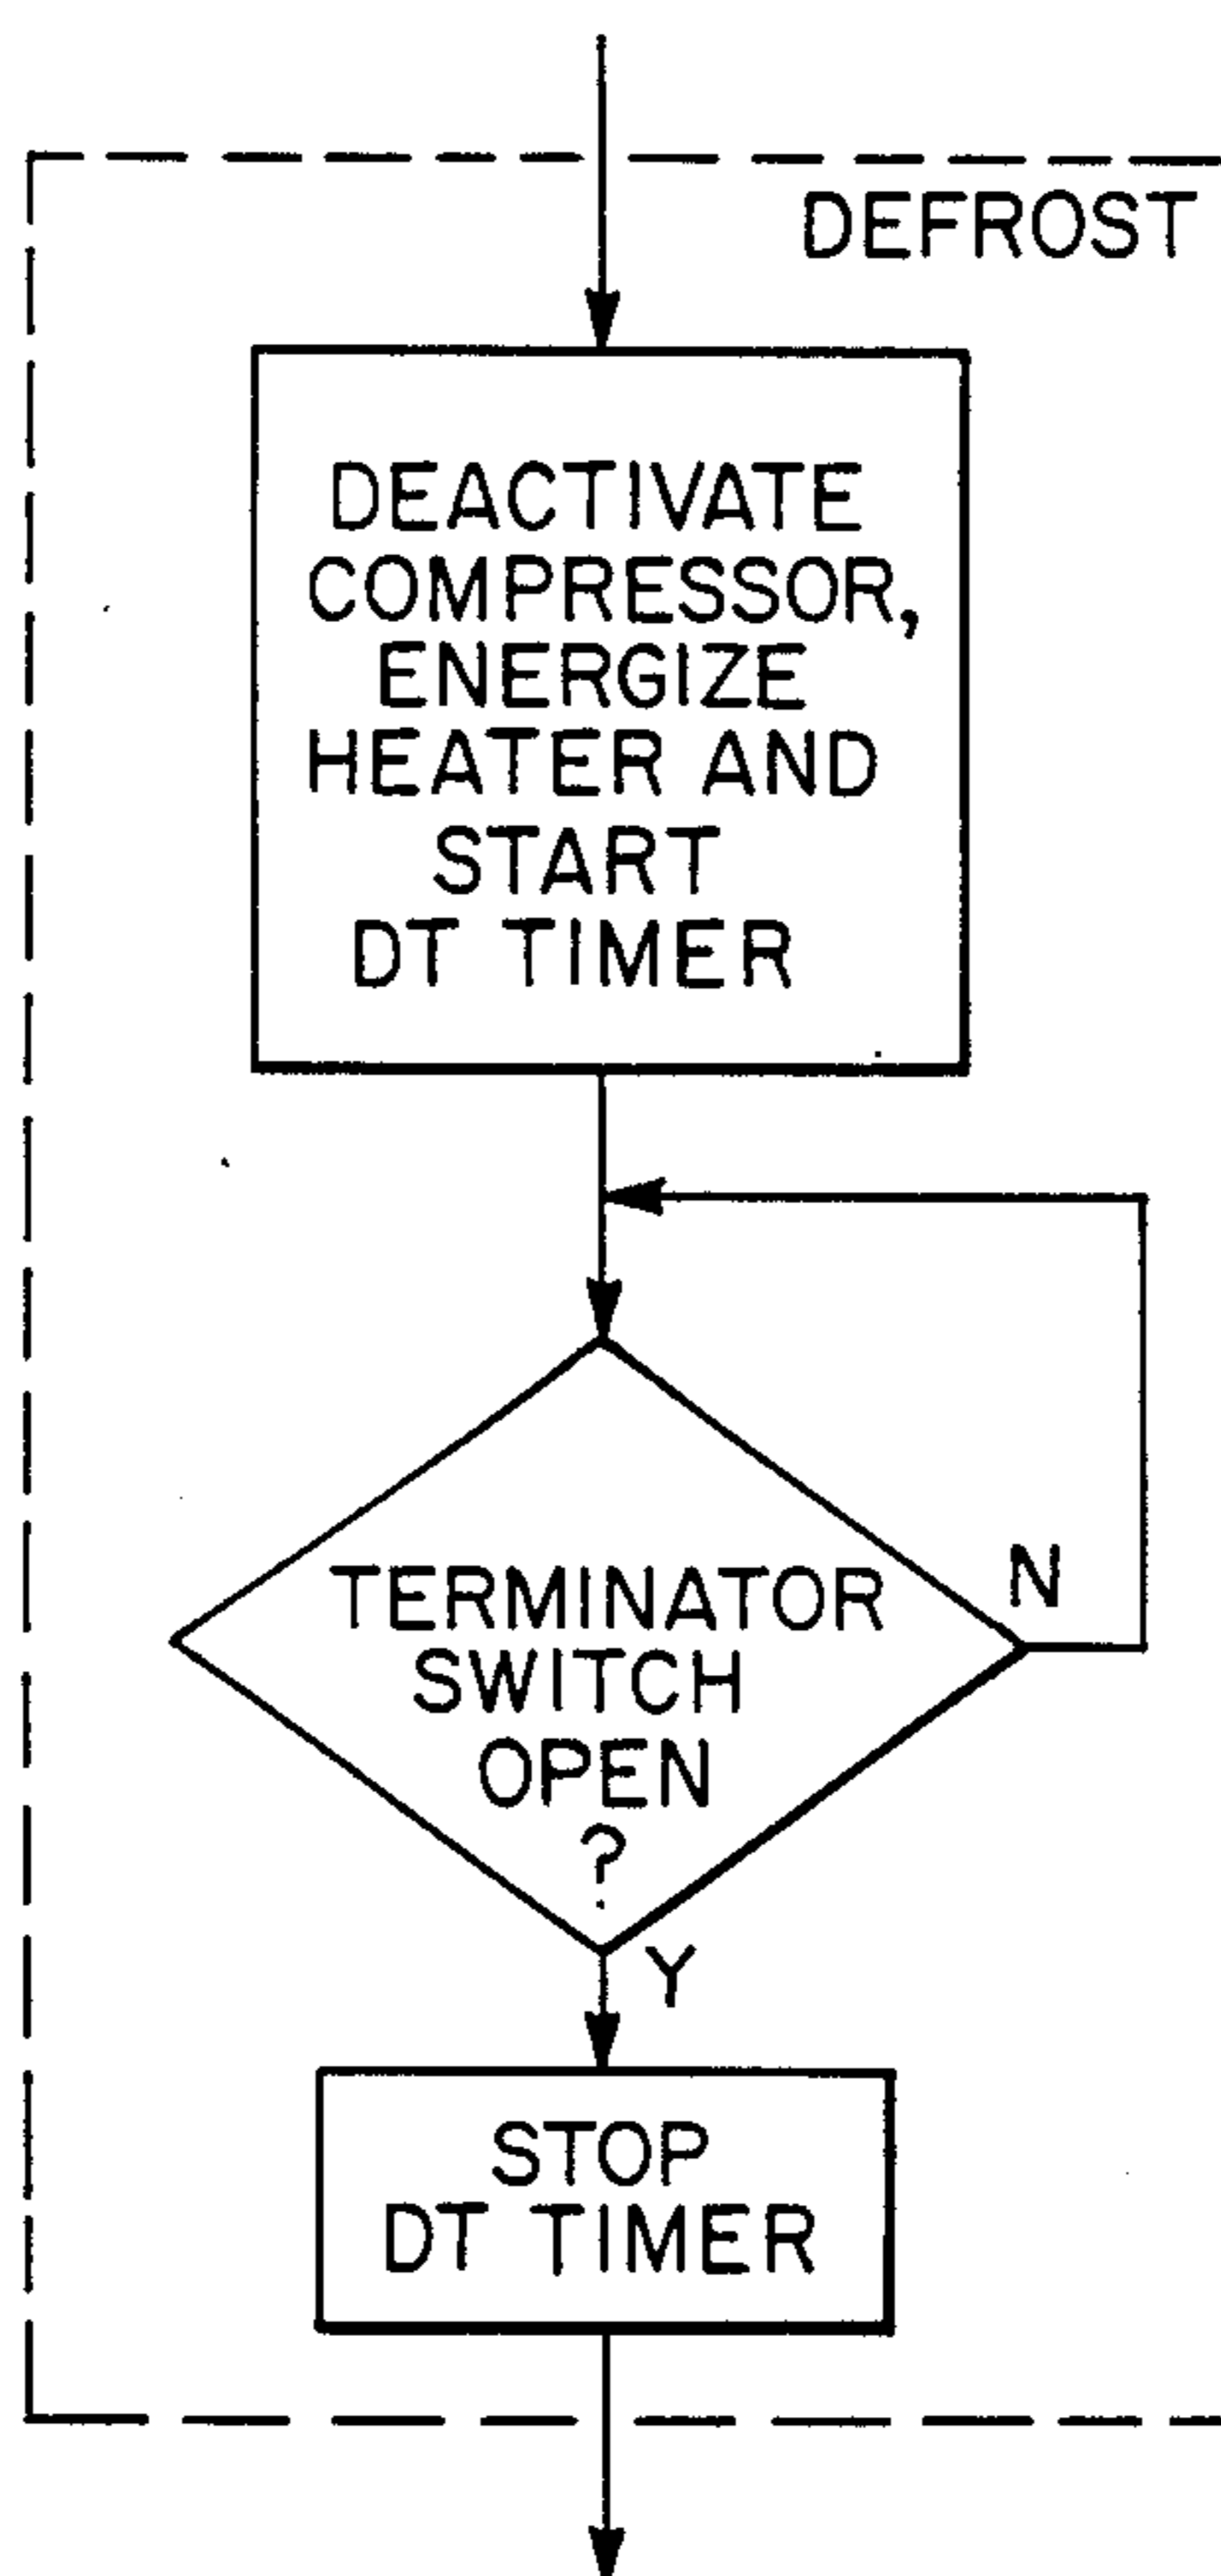 DEFROST
DEACTIVATE
COMPRESSOR,
ENERGIZE
HEATER AND
START
DT TIMER
TERMINATOR
SWITCH
OPEN
?
N
Y
STOP
DT TIMER